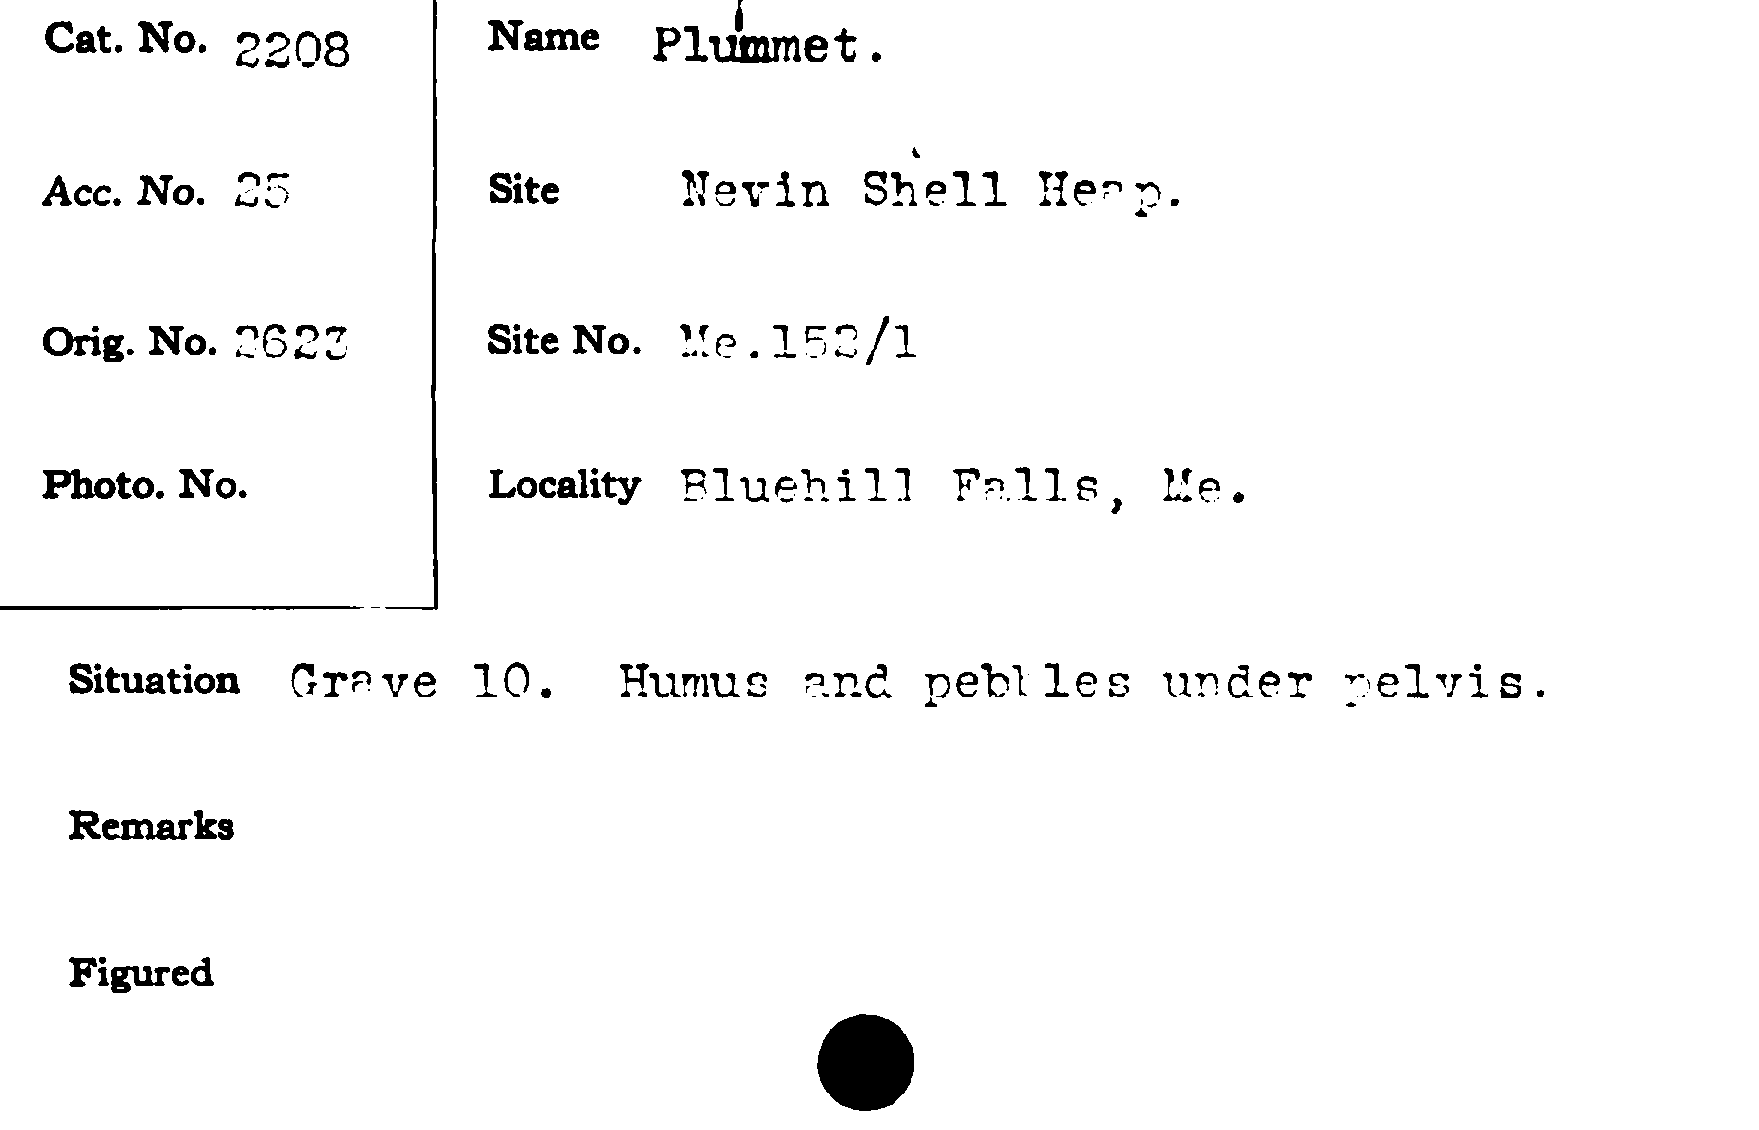 Cat. No. 2208
Name Plummet.
Acc. No. 25
Site Nevin Shell Heap.
Orig. No. 2623
Site No. Me.152/1
Photo. No.
Locality Bluehill Falls, Me.
Situation Grave 10. Humus and pebbles under pelvis.
Remarks
Figured